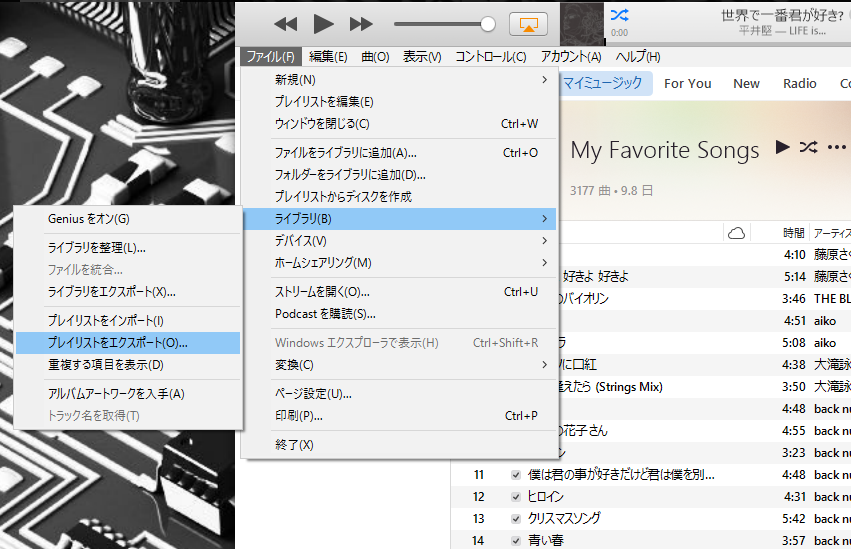 世界で一番君が好き?
0:00
平井堅 — LIFE is...
ファイル(F) 編集(E) 曲(O) 表示(V) コントロール(C) アカウント(A) ヘルプ(H)
マイミュージック For You New Radio
新規(N)
プレイリストを編集(E)
ウィンドウを閉じる(C) Ctrl+W
ファイルをライブラリに追加(A)... Ctrl+O
フォルダーをライブラリに追加(D)...
プレイリストからディスクを作成
ライブラリ(B)
デバイス(V)
ホームシェアリング(M)
ストリームを開く(O)... Ctrl+U
Podcast を購読(S)...
Windows エクスプローラで表示(H) Ctrl+Shift+R
変換(C)
ページ設定(U)...
印刷(P)... Ctrl+P
終了(X)
Genius をオン(G)
ライブラリを整理(L)...
ファイルを統合...
ライブラリをエクスポート(X)...
プレイリストをインポート(I)
プレイリストをエクスポート(O)...
重複する項目を表示(D)
アルバムアートワークを入手(A)
トラック名を取得(T)
My Favorite Songs
3177 曲 • 9.8 日
時間 アーティス
4:10 藤原さく
好きよ 好きよ 5:14 藤原さく
のバイオリン 3:46 THE BL
4:51 aiko
ラ 5:08 aiko
に口紅 4:38 大滝詠
えたら (Strings Mix) 3:50 大滝詠
4:48 back nu
の花子さん 4:55 back nu
ン 3:23 back nu
11 僕は君の事が好きだけど君は僕を別... 4:48 back nu
12 ヒロイン 4:31 back nu
13 クリスマスソング 5:42 back nu
14 青い春 3:57 back nu